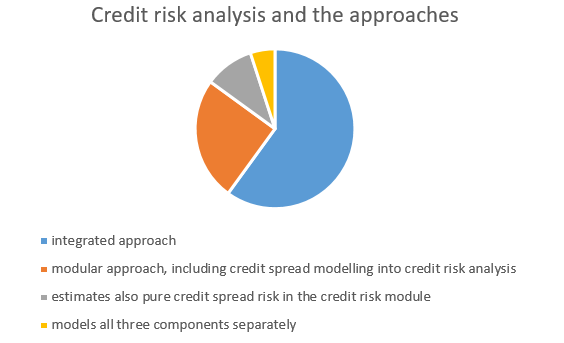 Credit risk analysis and the approaches
integrated approach
modular approach, including credit spread modelling into credit risk analysis
estimates also pure credit spread risk in the credit risk module
models all three components separately